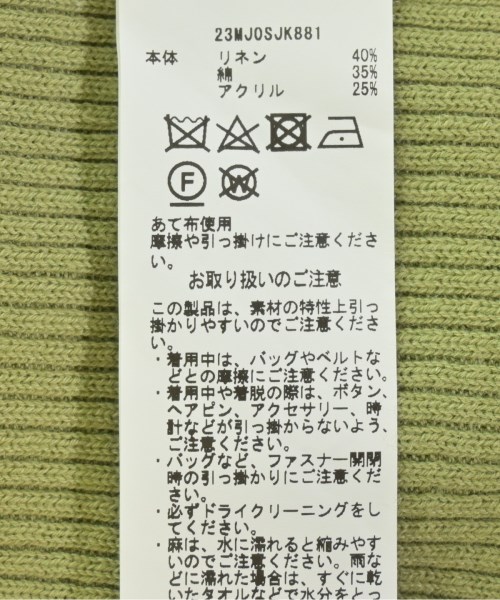 23MJ0SJK881
本体 リネン 40%
綿 35%
アクリル 25%
F W
あて布使用
摩擦や引っ掛けにご注意くださ
い。
お取り扱いのご注意
この製品は、素材の特性上引っ
掛かりやすいのでご注意くださ
い。
・着用中は、バッグやベルトな
どとの摩擦にご注意ください。
・着用中や着脱の際は、ボタン、
ヘアピン、アクセサリー、時
計などが引っ掛からないよう、
ご注意ください。
・バッグなど、ファスナー開閉
時の引っ掛かりにご注意くだ
さい。
・必ずドライクリーニングをし
てください。
・麻は、水に濡れると縮みやす
いのでご注意ください。雨な
どに濡れた場合は、すぐに乾
いたタオルなどで水分をとっ